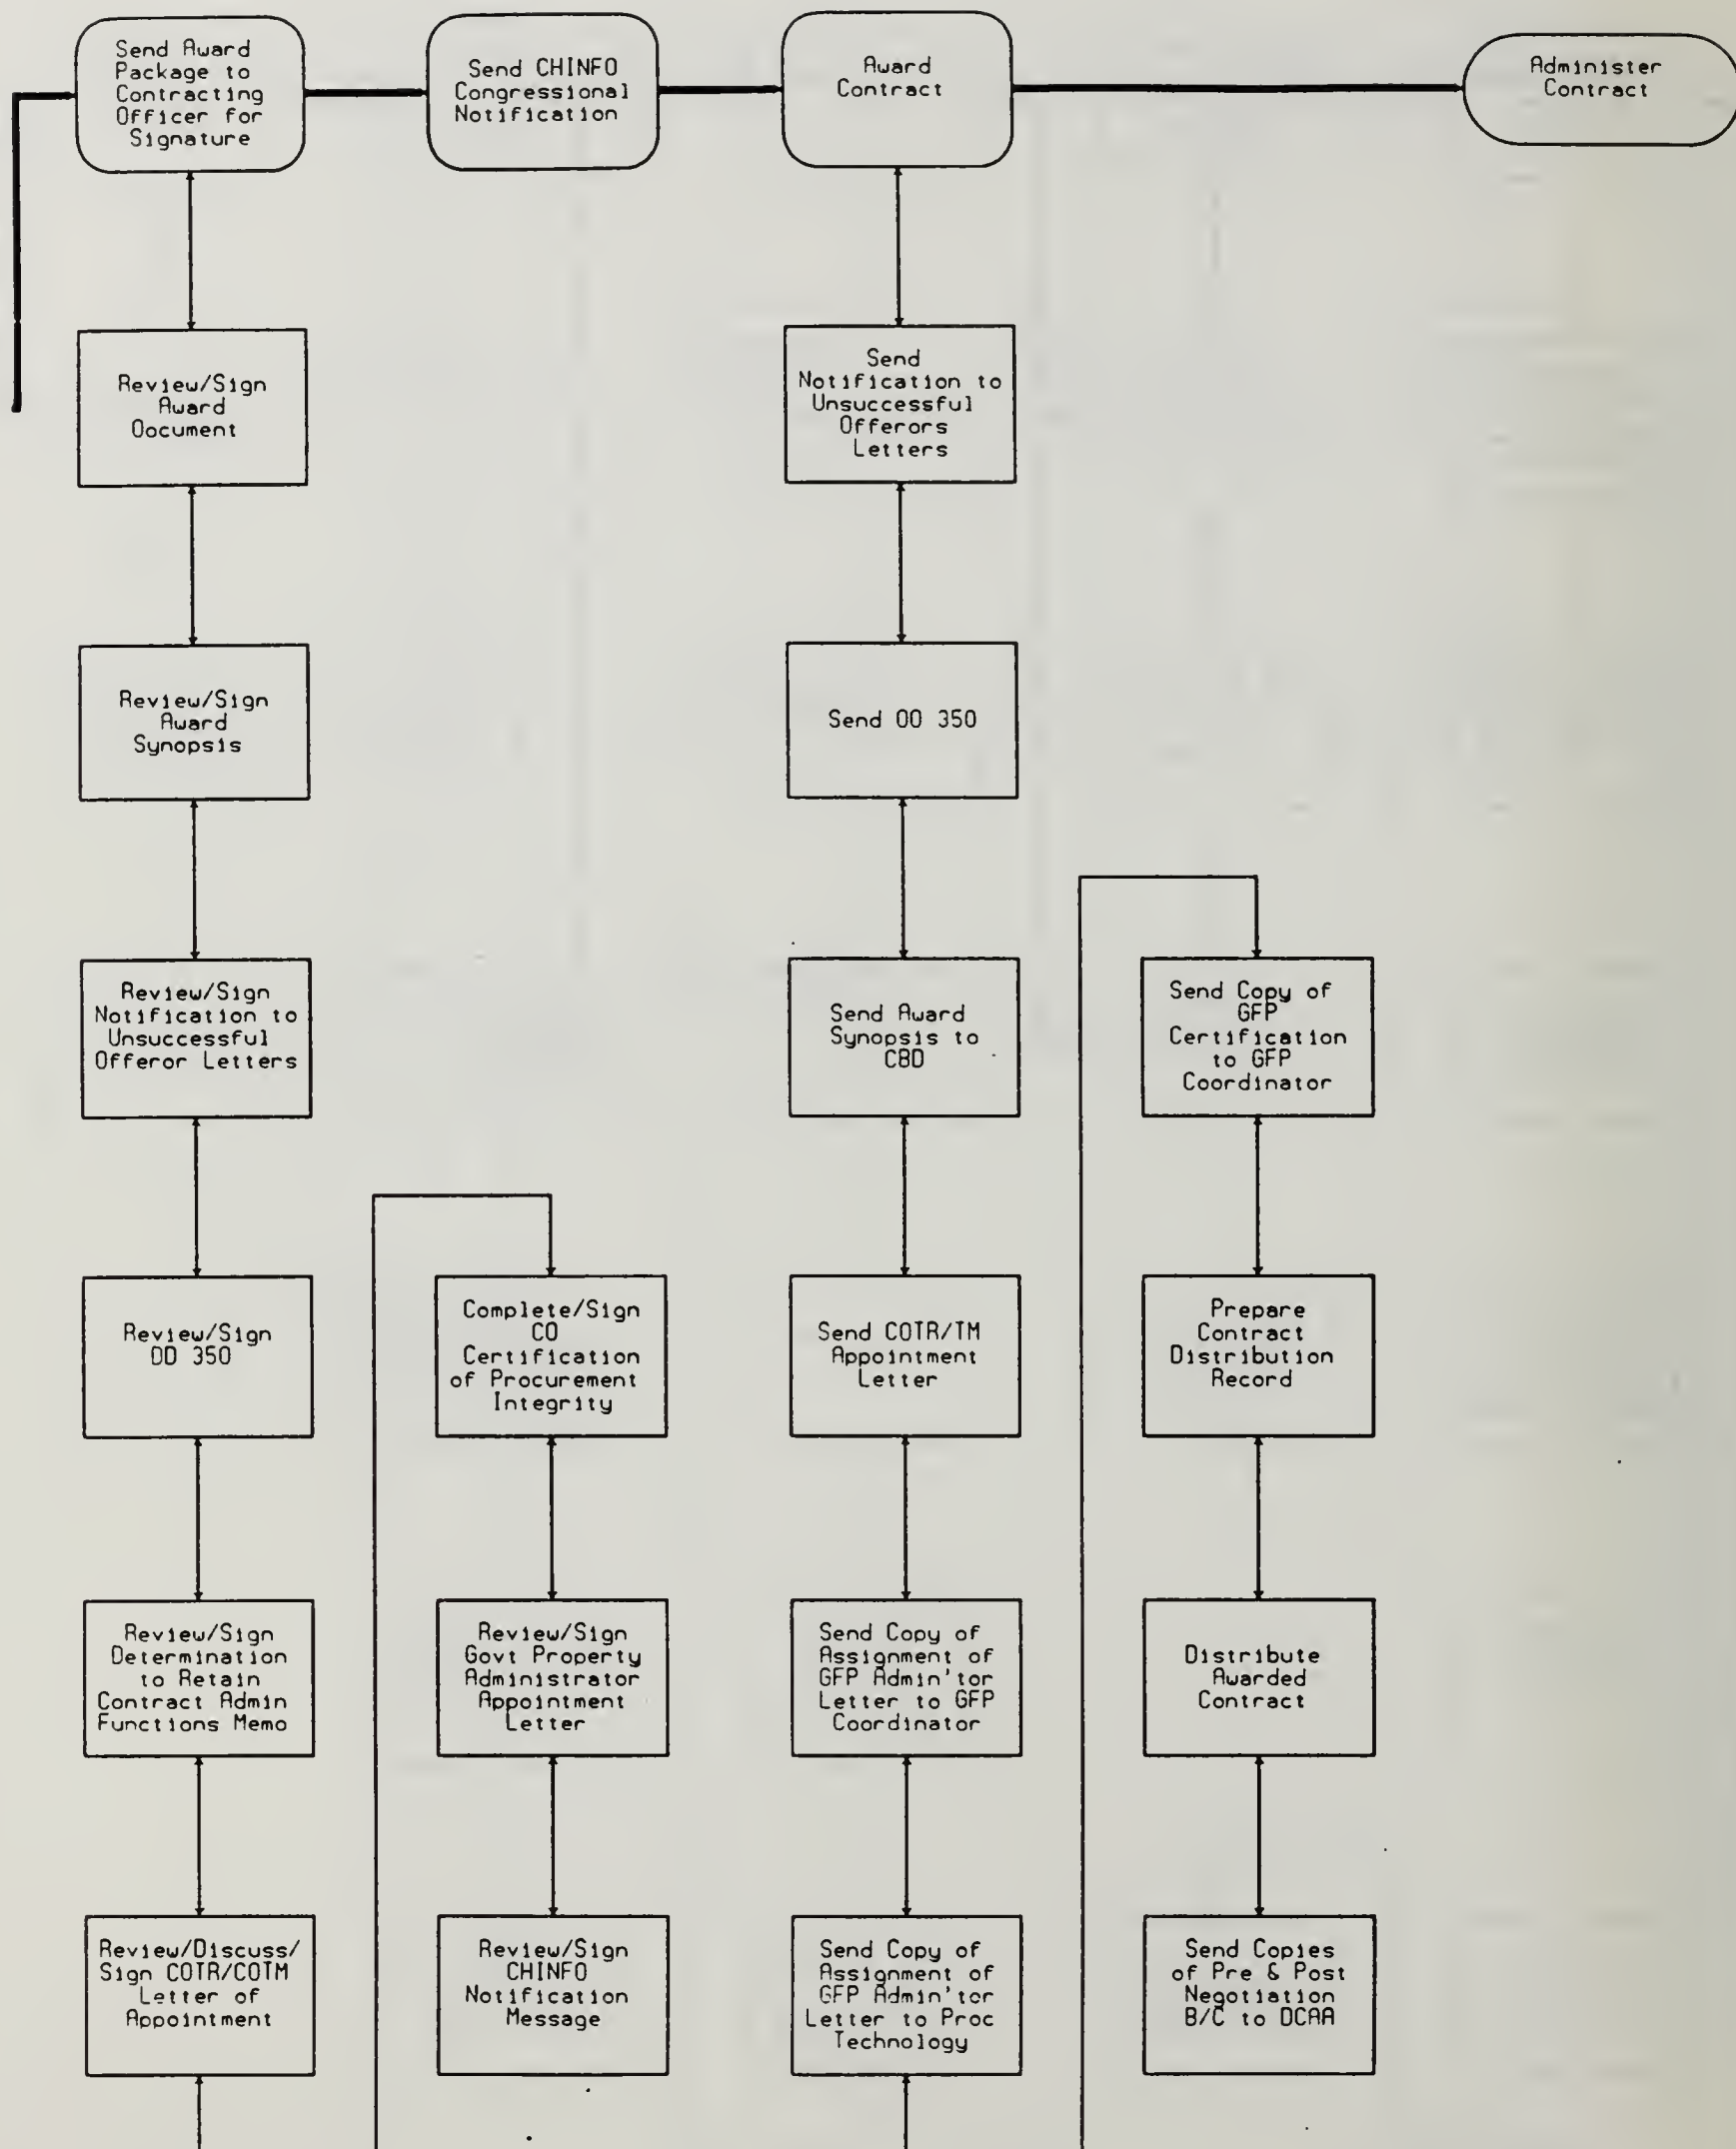 Send Award
Package to
Contracting
Officer for
Signature
Send CHINFO
Congressional
Notification
Award
Contract
Administer
Contract
Review/Sign
Award
Document
Review/Sign
Award
Synopsis
Review/Sign
Notification to
Unsuccessful
Offeror Letters
Review/Sign
DD 350
Review/Sign
Determination
to Retain
Contract Admin
Functions Memo
Review/Discuss/
Sign COTR/COTM
Letter of
Appointment
Complete/Sign
CO
Certification
of Procurement
Integrity
Review/Sign
Govt Property
Administrator
Appointment
Letter
Review/Sign
CHINFO
Notification
Message
Send
Notification to
Unsuccessful
Offerors
Letters
Send DD 350
Send Award
Synopsis to
CBD
Send COTR/TM
Appointment
Letter
Send Copy of
Assignment of
GFP Admin'tor
Letter to GFP
Coordinator
Send Copy of
Assignment of
GFP Admin'tor
Letter to Proc
Technology
Send Copy of
GFP
Certification
to GFP
Coordinator
Prepare
Contract
Distribution
Record
Distribute
Awarded
Contract
Send Copies
of Pre & Post
Negotiation
B/C to DCAA